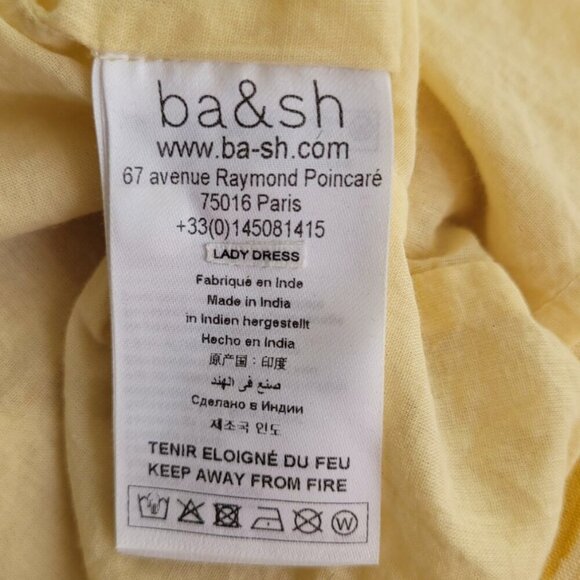 ba&sh
www.ba-sh.com
67 avenue Raymond Poincaré
75016 Paris
+33(0)145081415
LADY DRESS
Fabriqué en Inde
Made in India
in Indien hergestellt
Hecho en India
原产国：印度
صنع في الهند
Сделано в Индии
제조국 인도
TENIR ELOIGNÉ DU FEU
KEEP AWAY FROM FIRE
W